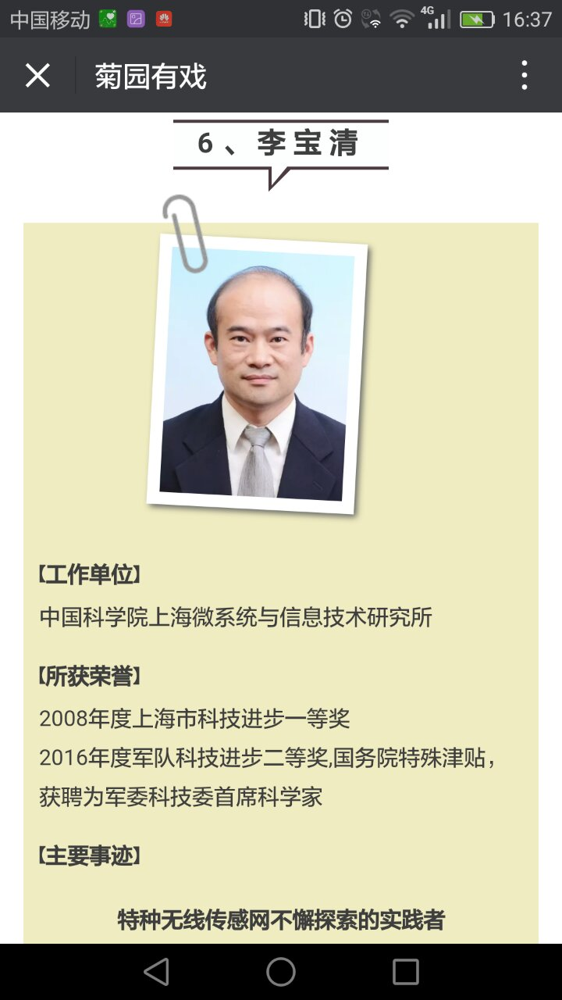 中国移动 4G 16:37
菊园有戏
6、李宝清
【工作单位】
中国科学院上海微系统与信息技术研究所
【所获荣誉】
2008年度上海市科技进步一等奖
2016年度军队科技进步二等奖,国务院特殊津贴，
获聘为军委科技委首席科学家
【主要事迹】
特种无线传感网不懈探索的实践者